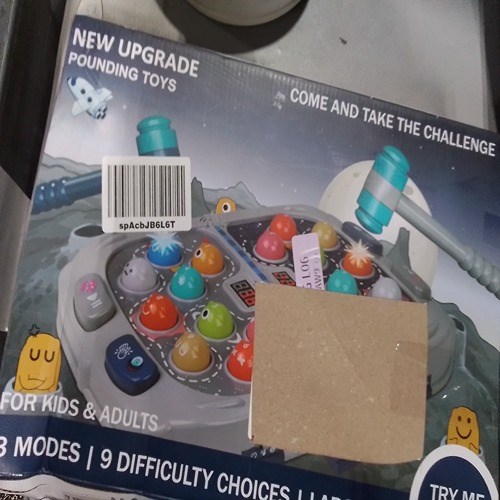 NEW UPGRADE
POUNDING TOYS
COME AND TAKE THE CHALLENGE
spAcbJB6L6T
FOR KIDS & ADULTS
3 MODES | 9 DIFFICULTY CHOICES |
TRY ME